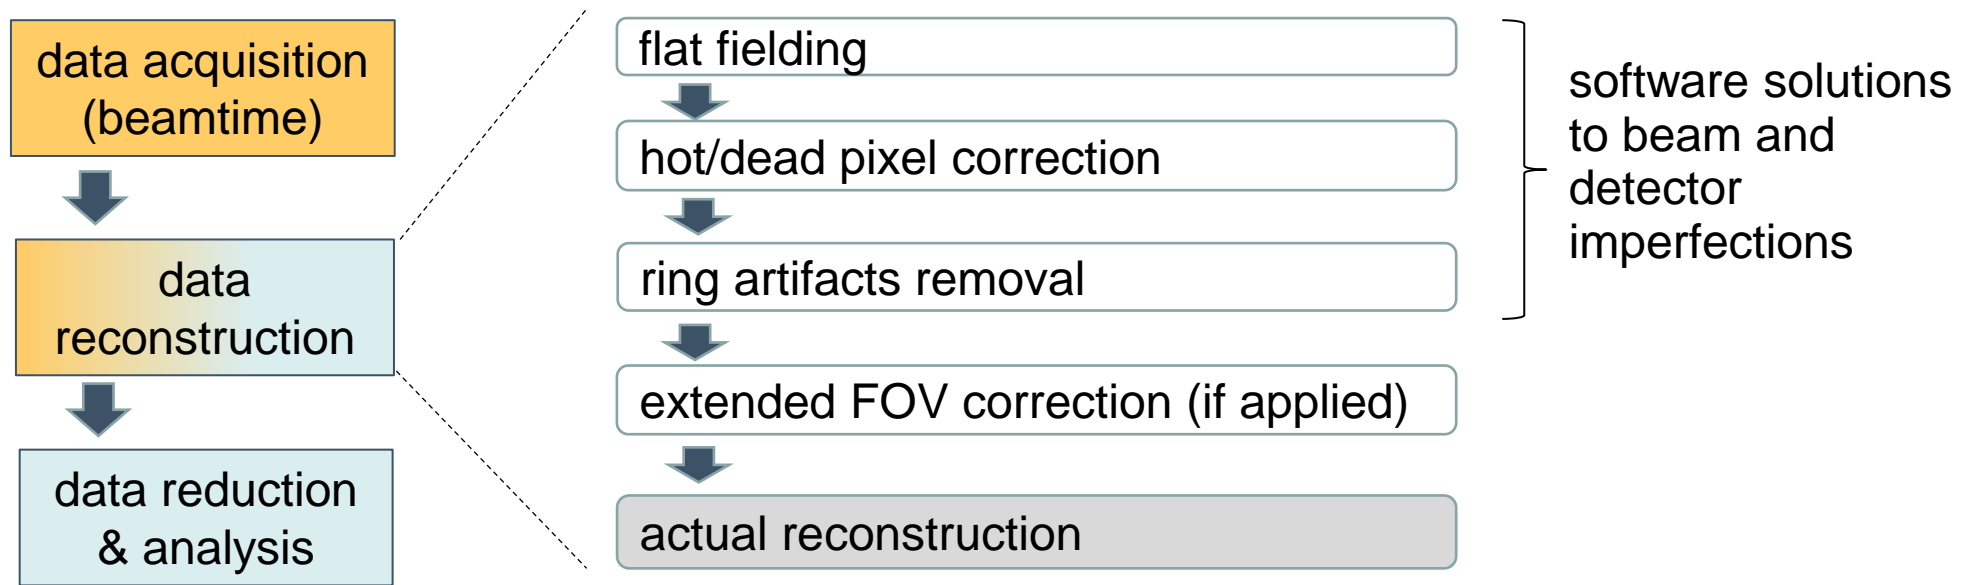 data acquisition
(beamtime)
data
reconstruction
data reduction
& analysis
flat fielding
hot/dead pixel correction
ring artifacts removal
extended FOV correction (if applied)
actual reconstruction
software solutions
to beam and
detector
imperfections